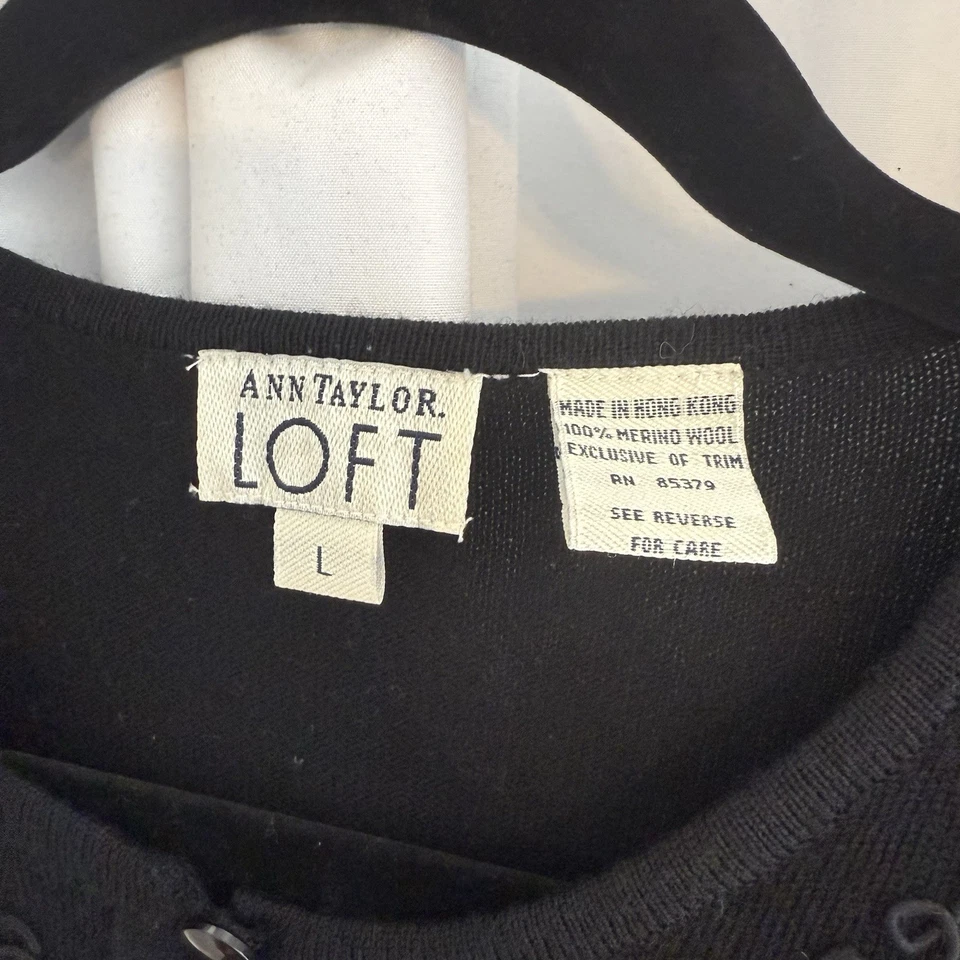 ANN TAYLOR.
LOFT
L
MADE IN HONG KONG
100% MERINO WOOL
EXCLUSIVE OF TRIM
RN 85379
SEE REVERSE
FOR CARE